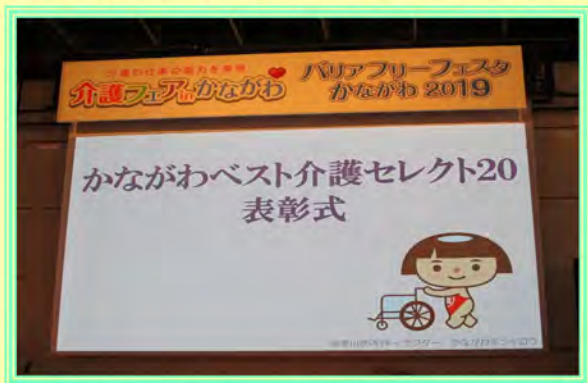 介護フェアinかながわ
バリアフリーフェスタ
かながわ 2019
かながわベスト介護セレクト20
表彰式